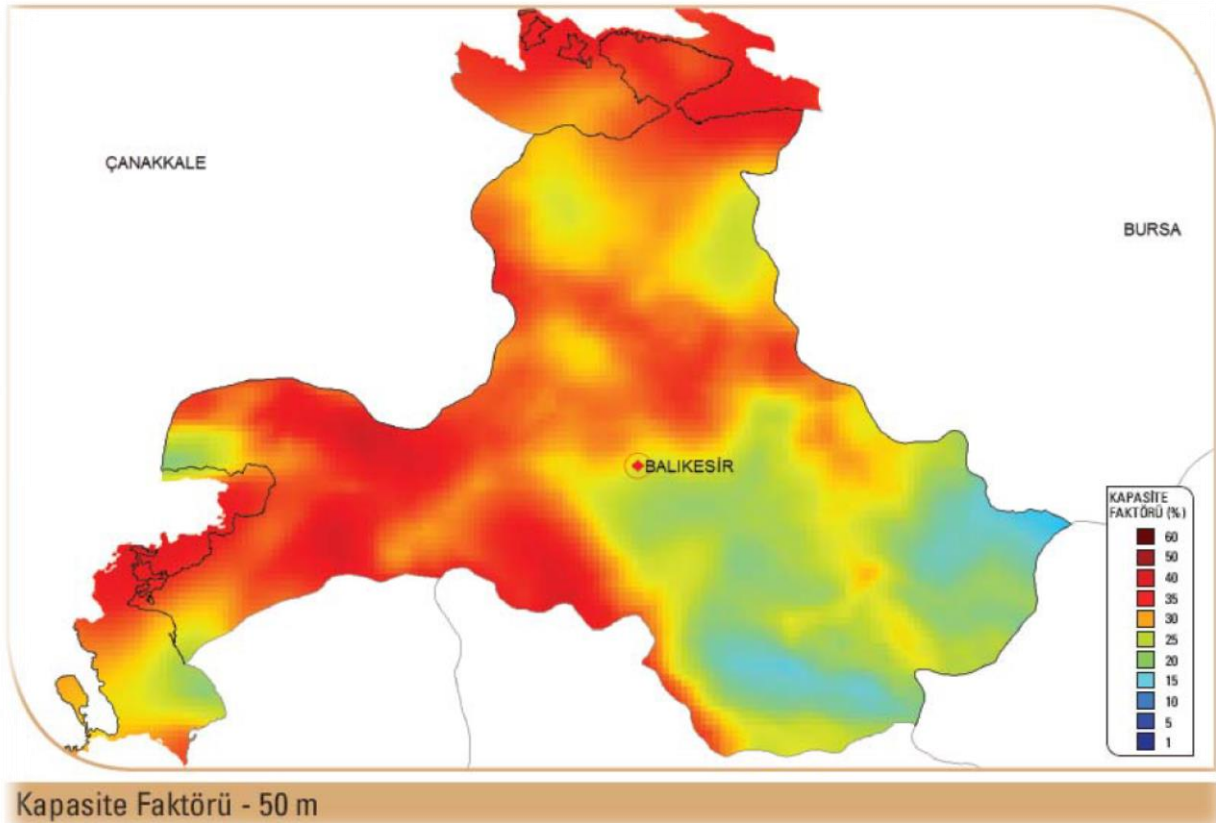 ÇANAKKALE
BURSA
BALIKESİR
KAPASİTE
FAKTÖRÜ (%)
60
50
40
35
30
25
20
15
10
5
1
Kapasite Faktörü - 50 m